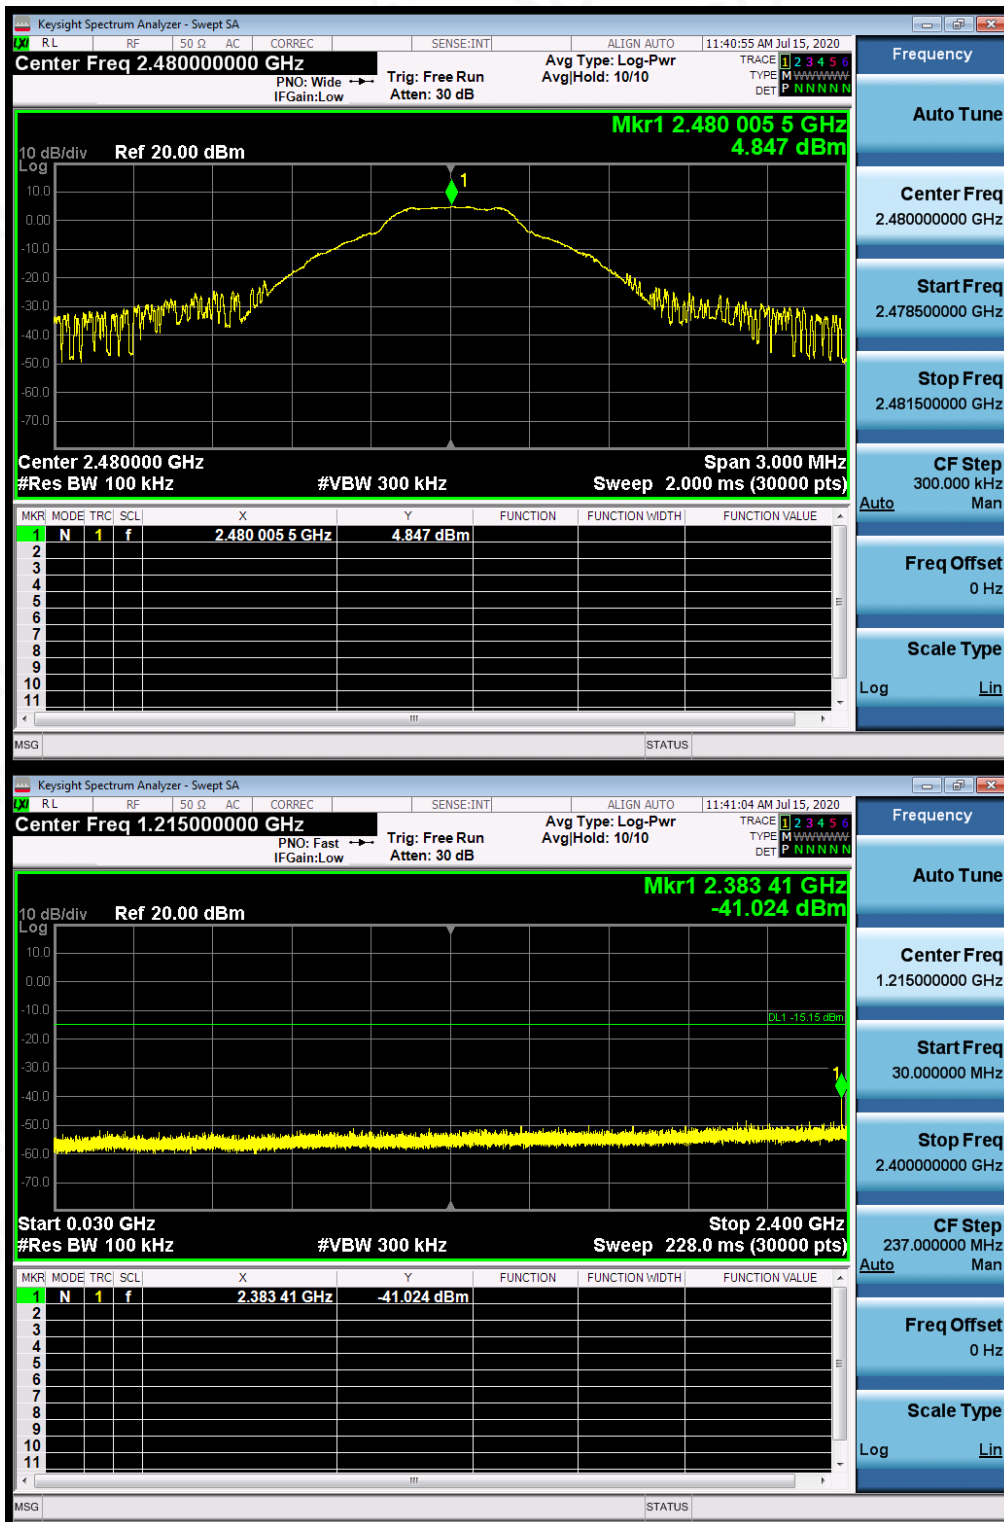 Keysight Spectrum Analyzer - Swept SA
LXI RL RF 50 Ω AC CORREC SENSE:INT ALIGN AUTO 11:40:55 AM Jul 15, 2020
Center Freq 2.480000000 GHz
PNO: Wide
IFGain:Low
Trig: Free Run
Atten: 30 dB
Avg Type: Log-Pwr
Avg|Hold: 10/10
TRACE 1 2 3 4 5 6
TYPE M WWWWW
DET P N N N N N
Mkr1 2.480 005 5 GHz
4.847 dBm
10 dB/div Ref 20.00 dBm
Log
10.0
0.00
-10.0
-20.0
-30.0
-40.0
-50.0
-60.0
-70.0
1
Center 2.480000 GHz Span 3.000 MHz
#Res BW 100 kHz #VBW 300 kHz Sweep 2.000 ms (30000 pts)
MKR MODE TRC SCL X Y FUNCTION FUNCTION WIDTH FUNCTION VALUE
1 N 1 f 2.480 005 5 GHz 4.847 dBm
2
3
4
5
6
7
8
9
10
11
MSG STATUS
Frequency
Auto Tune
Center Freq
2.480000000 GHz
Start Freq
2.478500000 GHz
Stop Freq
2.481500000 GHz
CF Step
300.000 kHz
Auto Man
Freq Offset
0 Hz
Scale Type
Log Lin
Keysight Spectrum Analyzer - Swept SA
LXI RL RF 50 Ω AC CORREC SENSE:INT ALIGN AUTO 11:41:04 AM Jul 15, 2020
Center Freq 1.215000000 GHz
PNO: Fast
IFGain:Low
Trig: Free Run
Atten: 30 dB
Avg Type: Log-Pwr
Avg|Hold: 10/10
TRACE 1 2 3 4 5 6
TYPE M WWWWW
DET P N N N N N
Mkr1 2.383 41 GHz
-41.024 dBm
10 dB/div Ref 20.00 dBm
Log
10.0
0.00
-10.0
-20.0
-30.0
-40.0
-50.0
-60.0
-70.0
DL1 -15.15 dBm
1
Start 0.030 GHz Stop 2.400 GHz
#Res BW 100 kHz #VBW 300 kHz Sweep 228.0 ms (30000 pts)
MKR MODE TRC SCL X Y FUNCTION FUNCTION WIDTH FUNCTION VALUE
1 N 1 f 2.383 41 GHz -41.024 dBm
2
3
4
5
6
7
8
9
10
11
MSG STATUS
Frequency
Auto Tune
Center Freq
1.215000000 GHz
Start Freq
30.000000 MHz
Stop Freq
2.400000000 GHz
CF Step
237.000000 MHz
Auto Man
Freq Offset
0 Hz
Scale Type
Log Lin